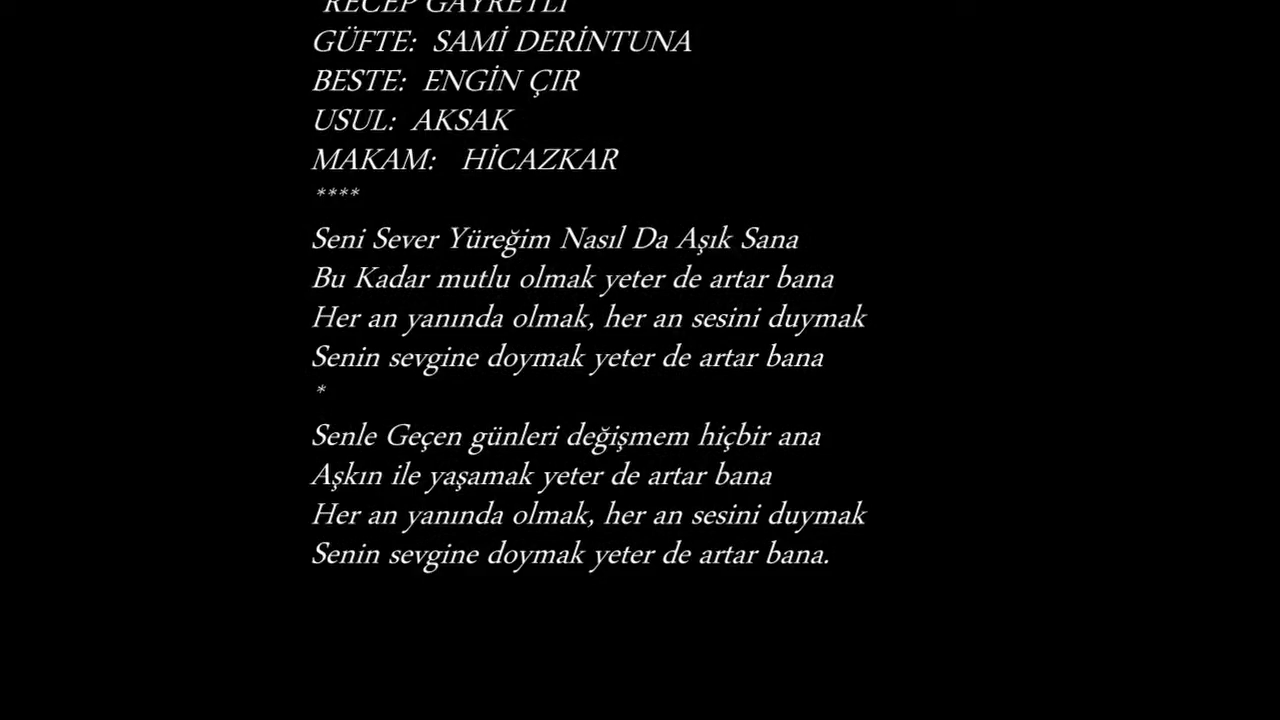 RECEP GAYRETLİ
GÜFTE: SAMİ DERİNTUNA
BESTE: ENGİN ÇIR
USUL: AKSAK
MAKAM: HİCAZKAR
****
Seni Sever Yüreğim Nasıl Da Aşık Sana
Bu Kadar mutlu olmak yeter de artar bana
Her an yanında olmak, her an sesini duymak
Senin sevgine doymak yeter de artar bana
*
Senle Geçen günleri değişmem hiçbir ana
Aşkın ile yaşamak yeter de artar bana
Her an yanında olmak, her an sesini duymak
Senin sevgine doymak yeter de artar bana.